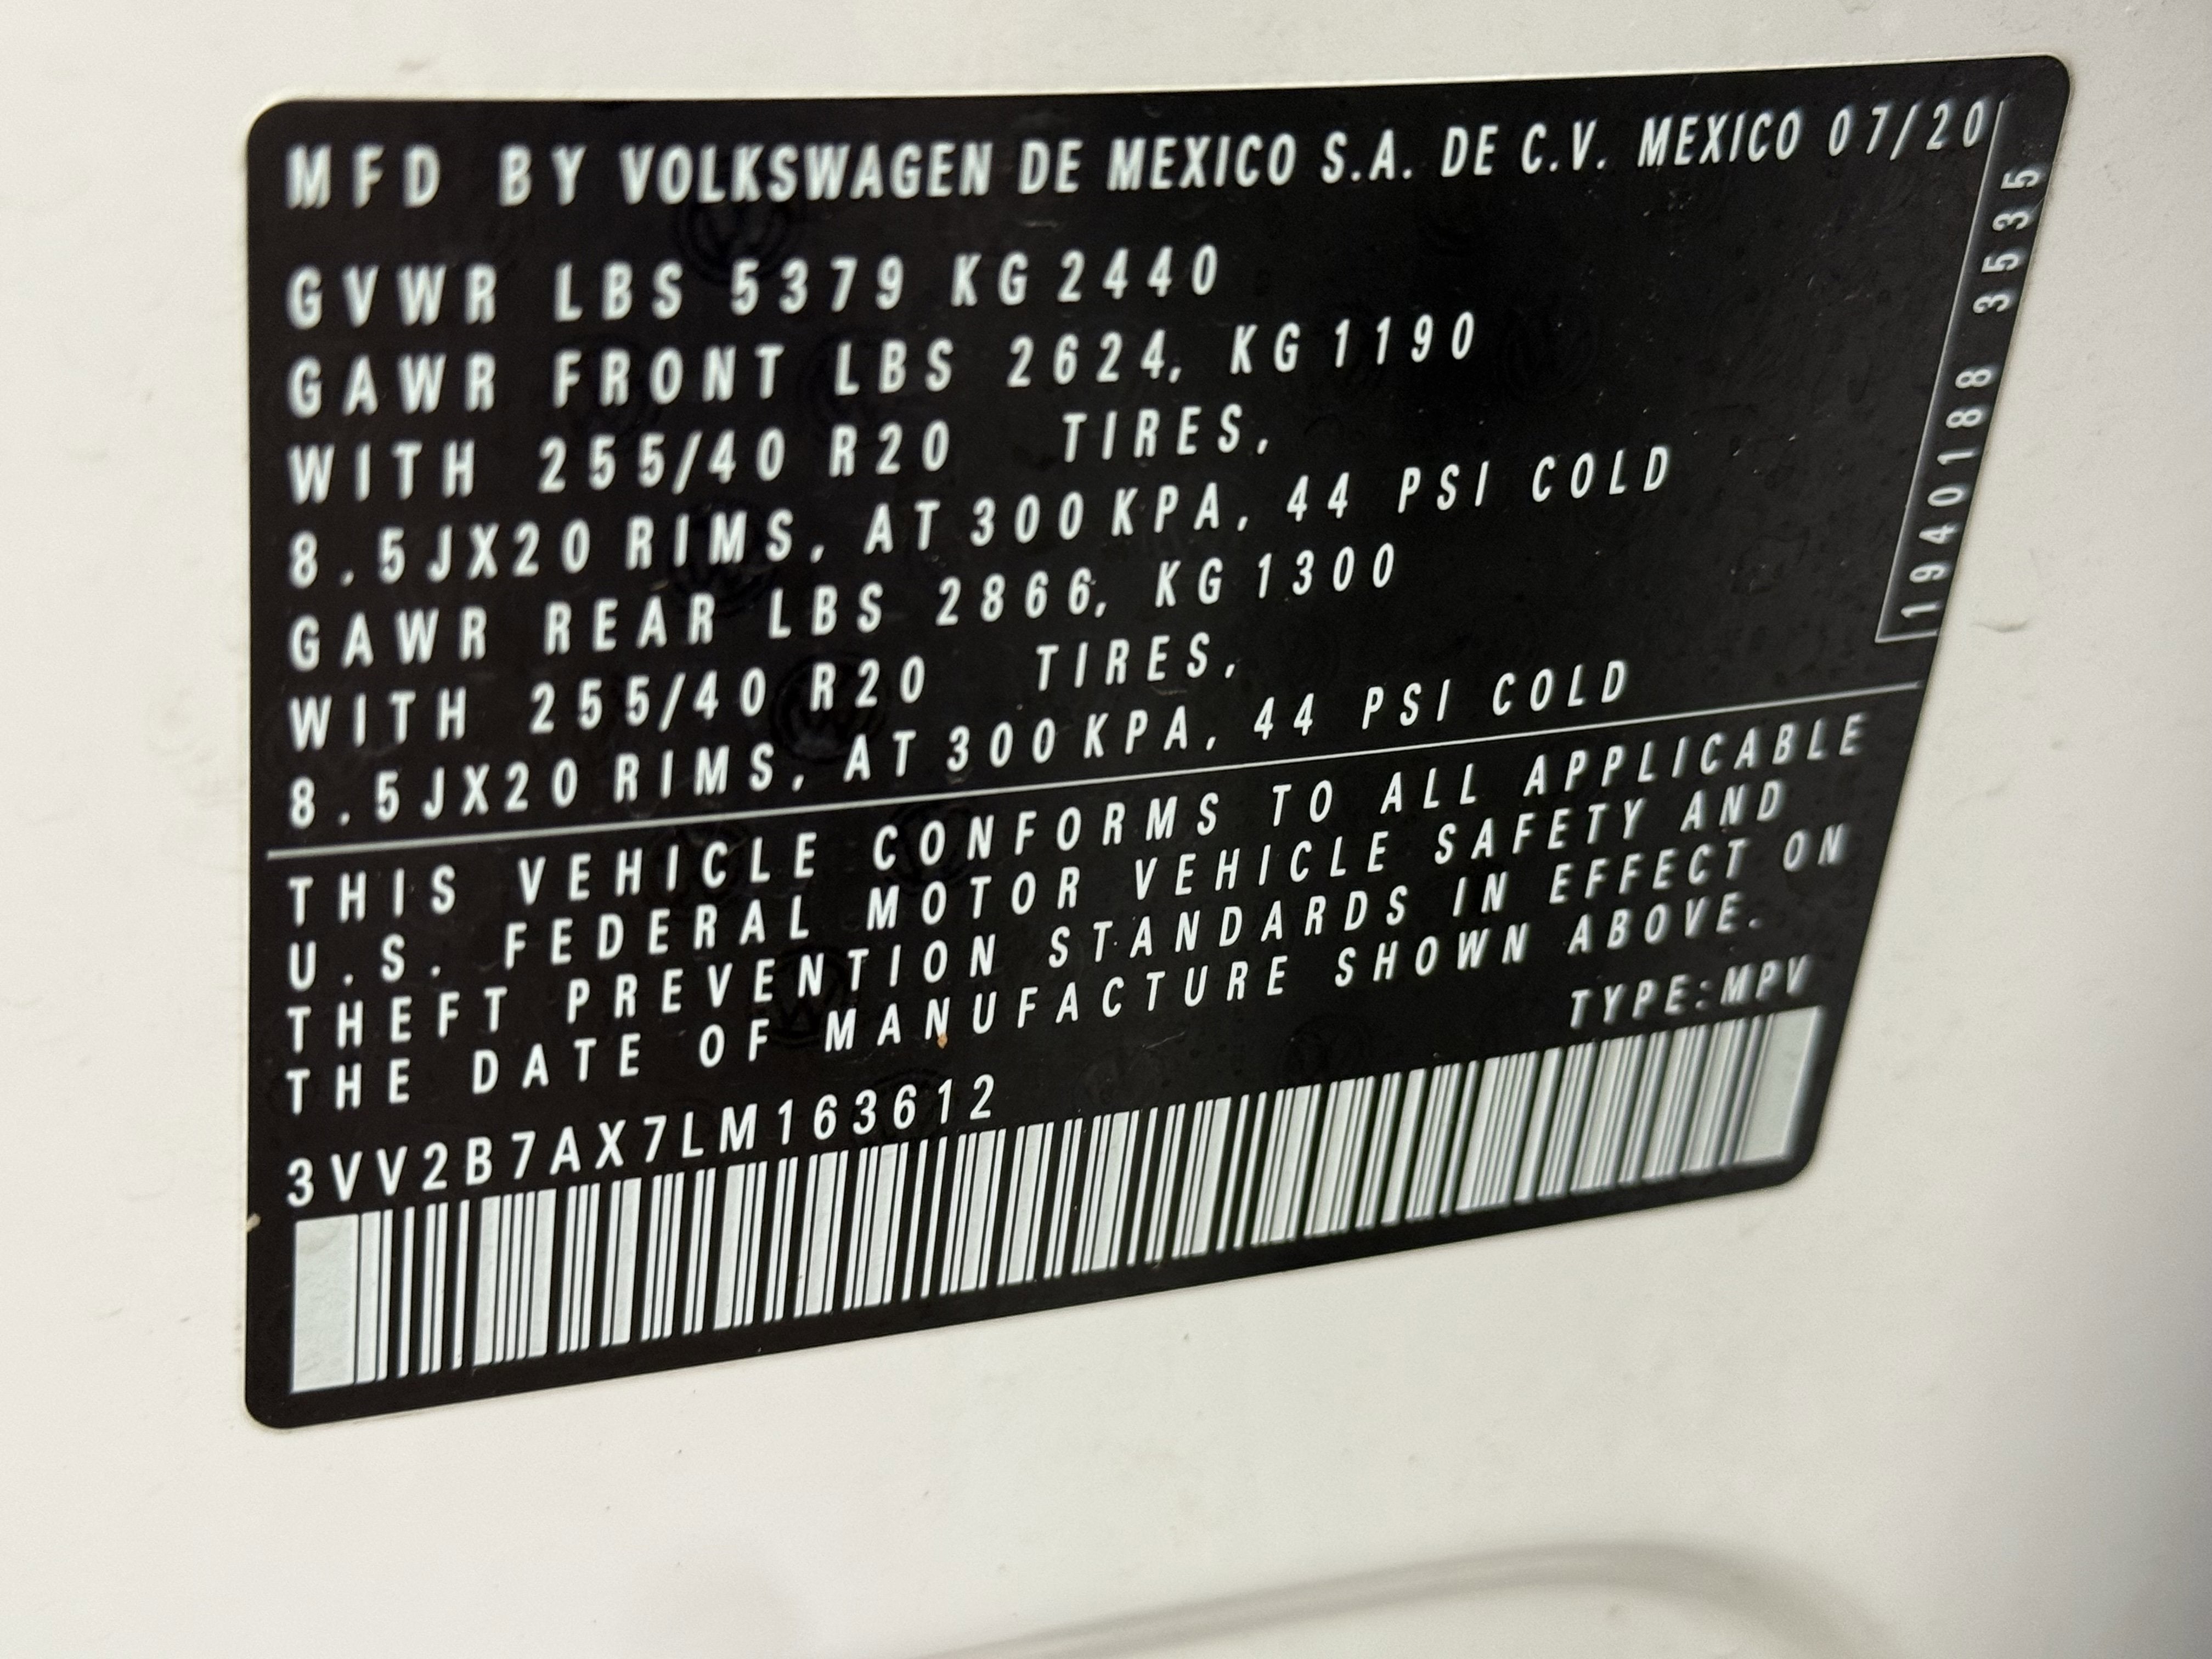 MFD BY VOLKSWAGEN DE MEXICO S.A. DE C.V. MEXICO 07/20
GVWR LBS 5379 KG 2440
GAWR FRONT LBS 2624, KG 1190
WITH 255/40 R20 TIRES,
8.5JX20 RIMS, AT 300 KPA, 44 PSI COLD
GAWR REAR LBS 2866, KG 1300
WITH 255/40 R20 TIRES,
8.5JX20 RIMS, AT 300 KPA, 44 PSI COLD
1940188 3535
THIS VEHICLE CONFORMS TO ALL APPLICABLE
U.S. FEDERAL MOTOR VEHICLE SAFETY AND
THEFT PREVENTION STANDARDS IN EFFECT ON
THE DATE OF MANUFACTURE SHOWN ABOVE.
TYPE:MPV
3VV2B7AX7LM163612